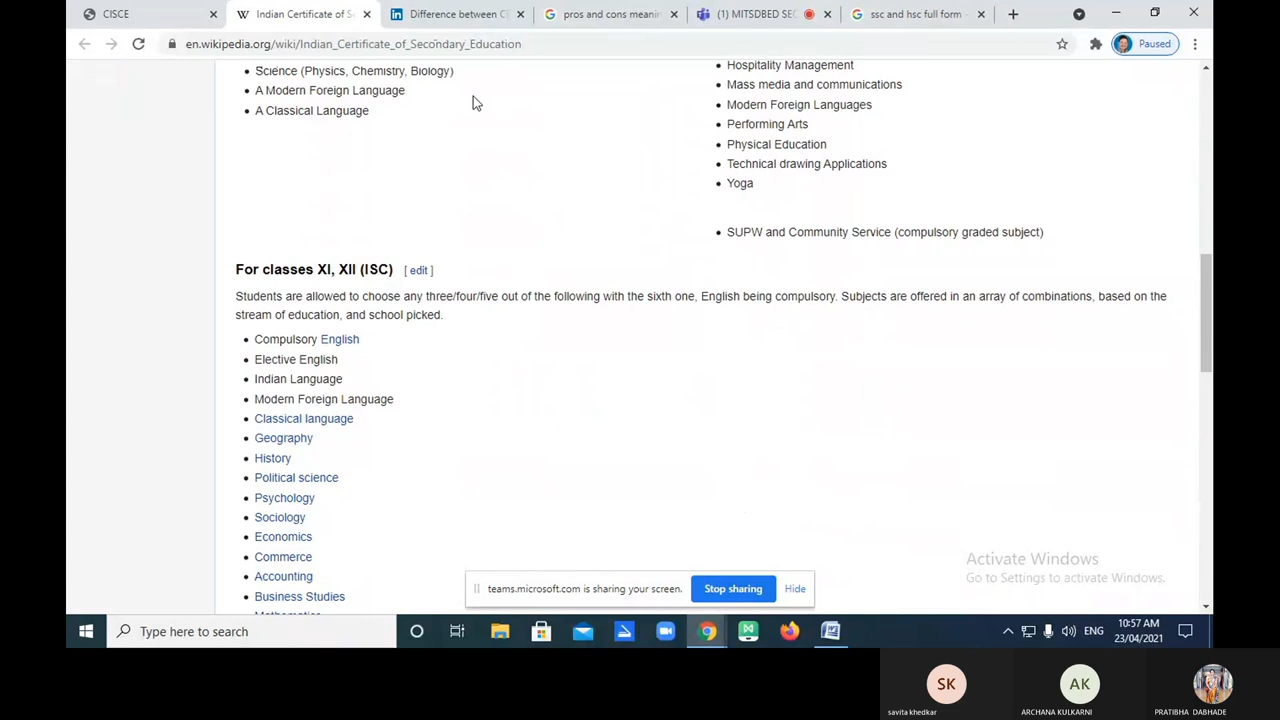 CISCE
Indian Certificate of Se
Difference between C
pros and cons meanin
(1) MITSDBED SEC
ssc and hsc full form -
en.wikipedia.org/wiki/Indian_Certificate_of_Secondary_Education
Paused
Science (Physics, Chemistry, Biology)
A Modern Foreign Language
A Classical Language
Hospitality Management
Mass media and communications
Modern Foreign Languages
Performing Arts
Physical Education
Technical drawing Applications
Yoga
SUPW and Community Service (compulsory graded subject)
For classes XI, XII (ISC) [ edit ]
Students are allowed to choose any three/four/five out of the following with the sixth one, English being compulsory. Subjects are offered in an array of combinations, based on the
stream of education, and school picked.
Compulsory English
Elective English
Indian Language
Modern Foreign Language
Classical language
Geography
History
Political science
Psychology
Sociology
Economics
Commerce
Accounting
Business Studies
Mathematics
Activate Windows
Go to Settings to activate Windows.
teams.microsoft.com is sharing your screen.
Stop sharing
Hide
Type here to search
ENG
10:57 AM
23/04/2021
SK
AK
savita khedkar
ARCHANA KULKARNI
PRATIBHA DABHADE